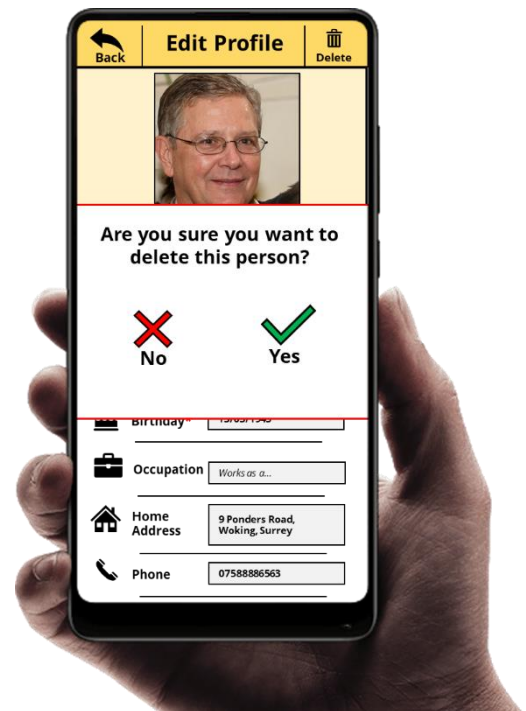 Back
Edit Profile
Delete
Are you sure you want to
delete this person?
No
Yes
Birthday*
Occupation
Works as a...
Home
Address
9 Ponders Road,
Woking, Surrey
Phone
07588886563